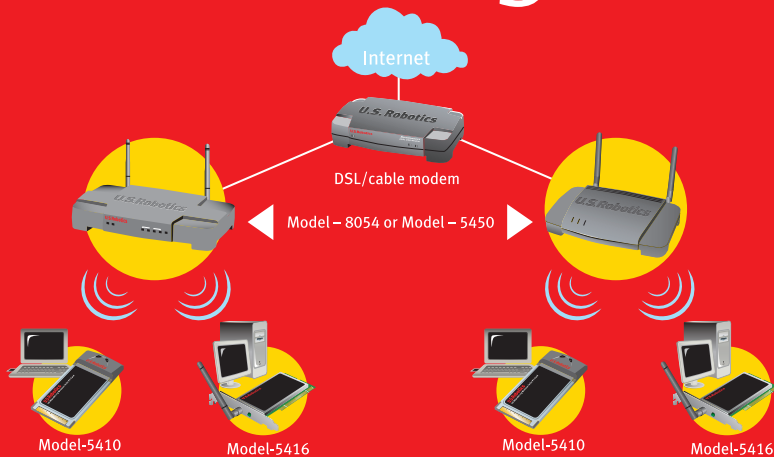 Internet
U.S. Robotics
DSL/cable modem
U.S. Robotics
Model – 8054 or Model – 5450
U.S. Robotics
Model-5410
Model-5416
Model-5410
Model-5416